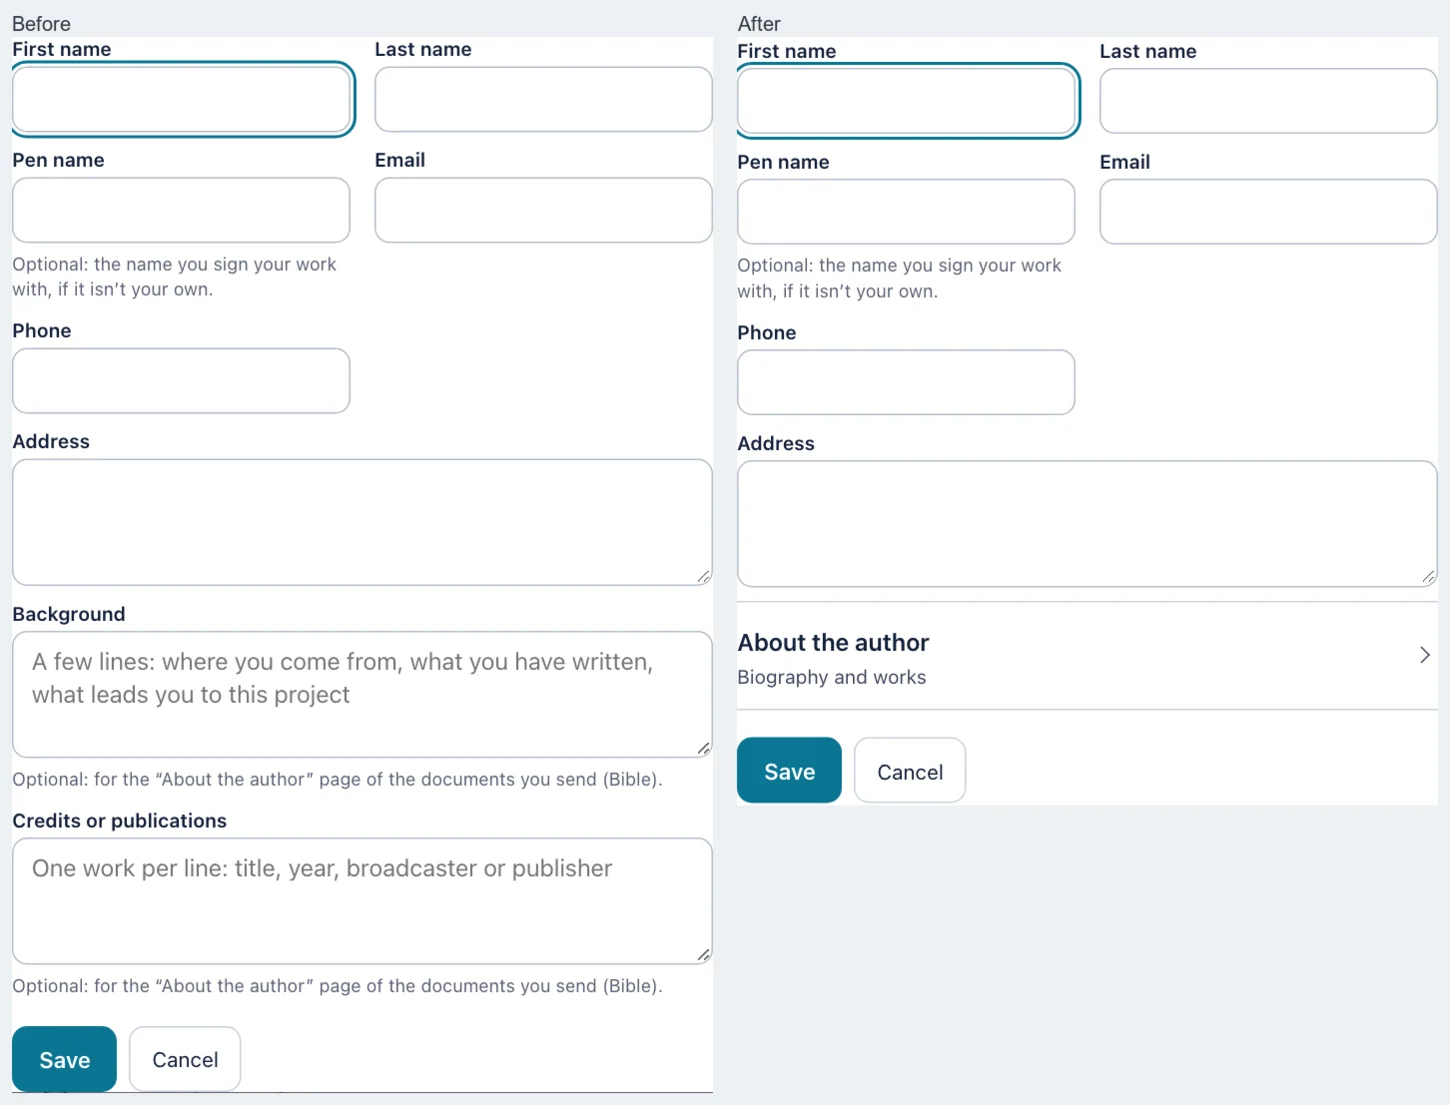 Before
First name
Last name
Pen name
Email
Optional: the name you sign your work
with, if it isn’t your own.
Phone
Address
Background
A few lines: where you come from, what you have written,
what leads you to this project
Optional: for the “About the author” page of the documents you send (Bible).
Credits or publications
One work per line: title, year, broadcaster or publisher
Optional: for the “About the author” page of the documents you send (Bible).
Save
Cancel
After
First name
Last name
Pen name
Email
Optional: the name you sign your work
with, if it isn’t your own.
Phone
Address
About the author
Biography and works
Save
Cancel